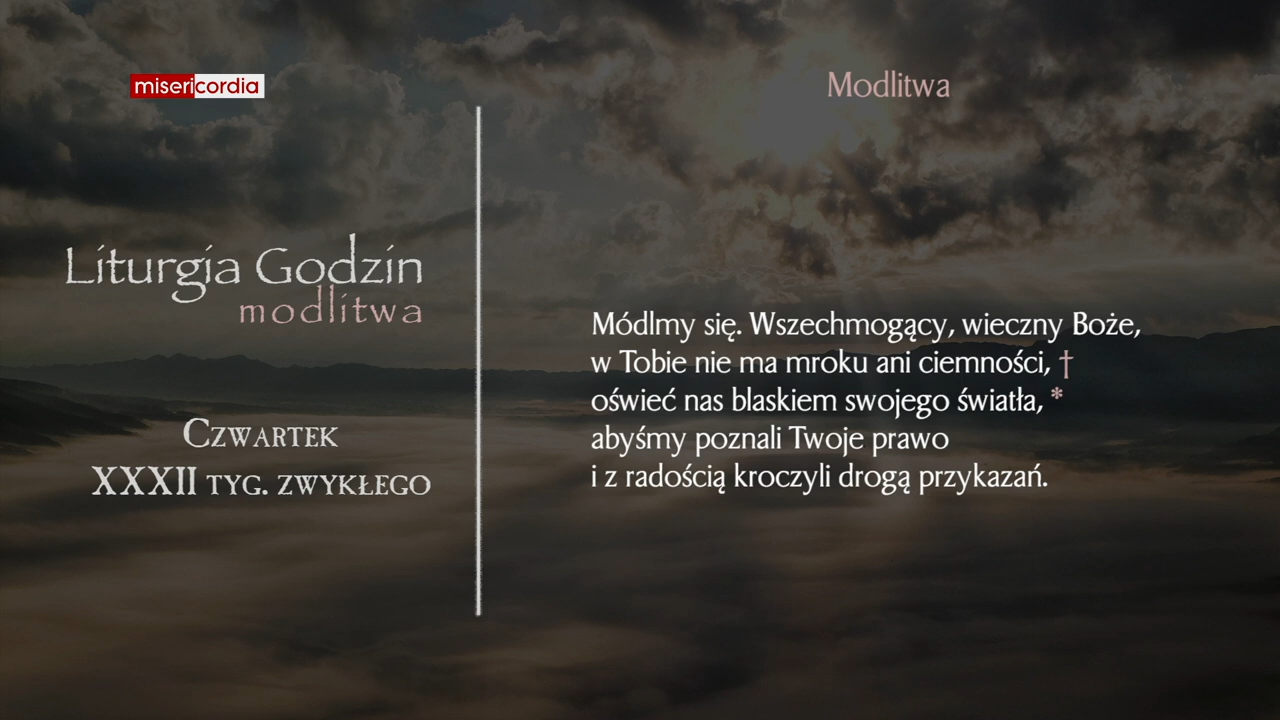 misericordia
Modlitwa
Liturgia Godzin
modlitwa
Czwartek
XXXII tyg. zwykłego
Módlmy się. Wszechmogący, wieczny Boże,
w Tobie nie ma mroku ani ciemności, †
oświeć nas blaskiem swojego światła, *
abyśmy poznali Twoje prawo
i z radością kroczyli drogą przykazań.